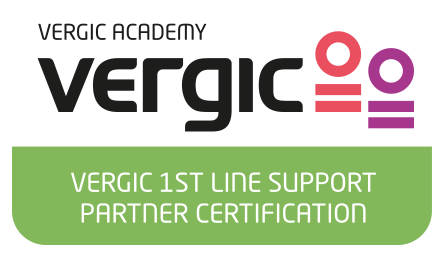 VERGIC ACADEMY
vergic
VERGIC 1ST LINE SUPPORT
PARTNER CERTIFICATION